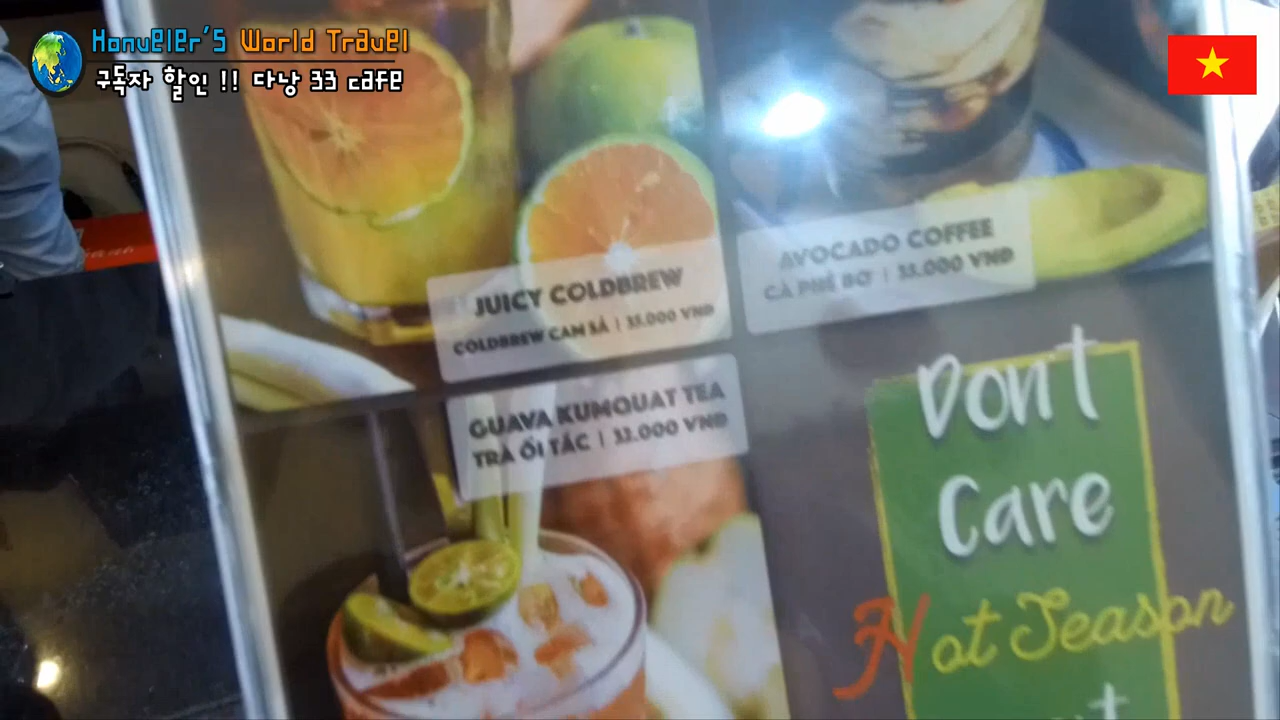 Hanueler's World Travel
구독자 할인 !! 다낭 33 cafe
JUICY COLDBREW
COLDBREW CAM SẢ | 35.000 VND
AVOCADO COFFEE
CÀ PHÊ BƠ | 35.000 VND
GUAVA KUMQUAT TEA
TRÀ ỔI TẮC | 32.000 VND
Don't
Care
Hot Season